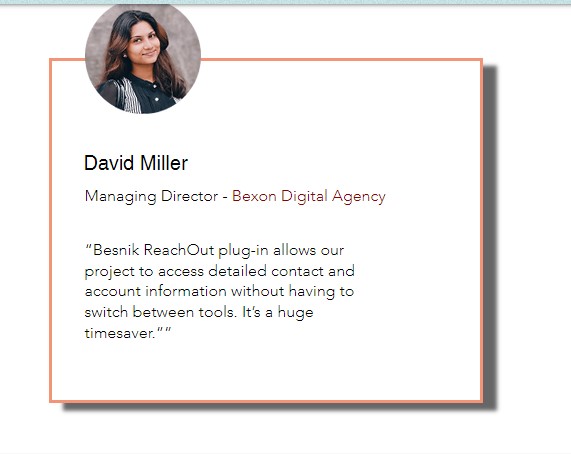 David Miller
Managing Director - Bexon Digital Agency
“Besnik ReachOut plug-in allows our
project to access detailed contact and
account information without having to
switch between tools. It’s a huge
timesaver.””